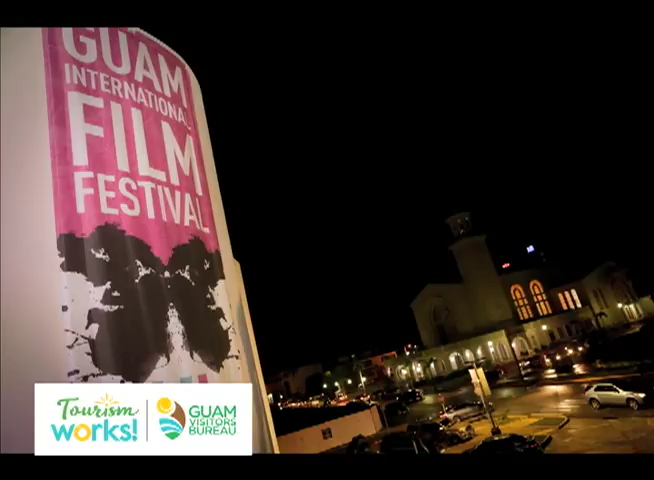 GUAM
INTERNATIONAL
FILM
FESTIVAL
Tourism
works!
GUAM
VISITORS
BUREAU